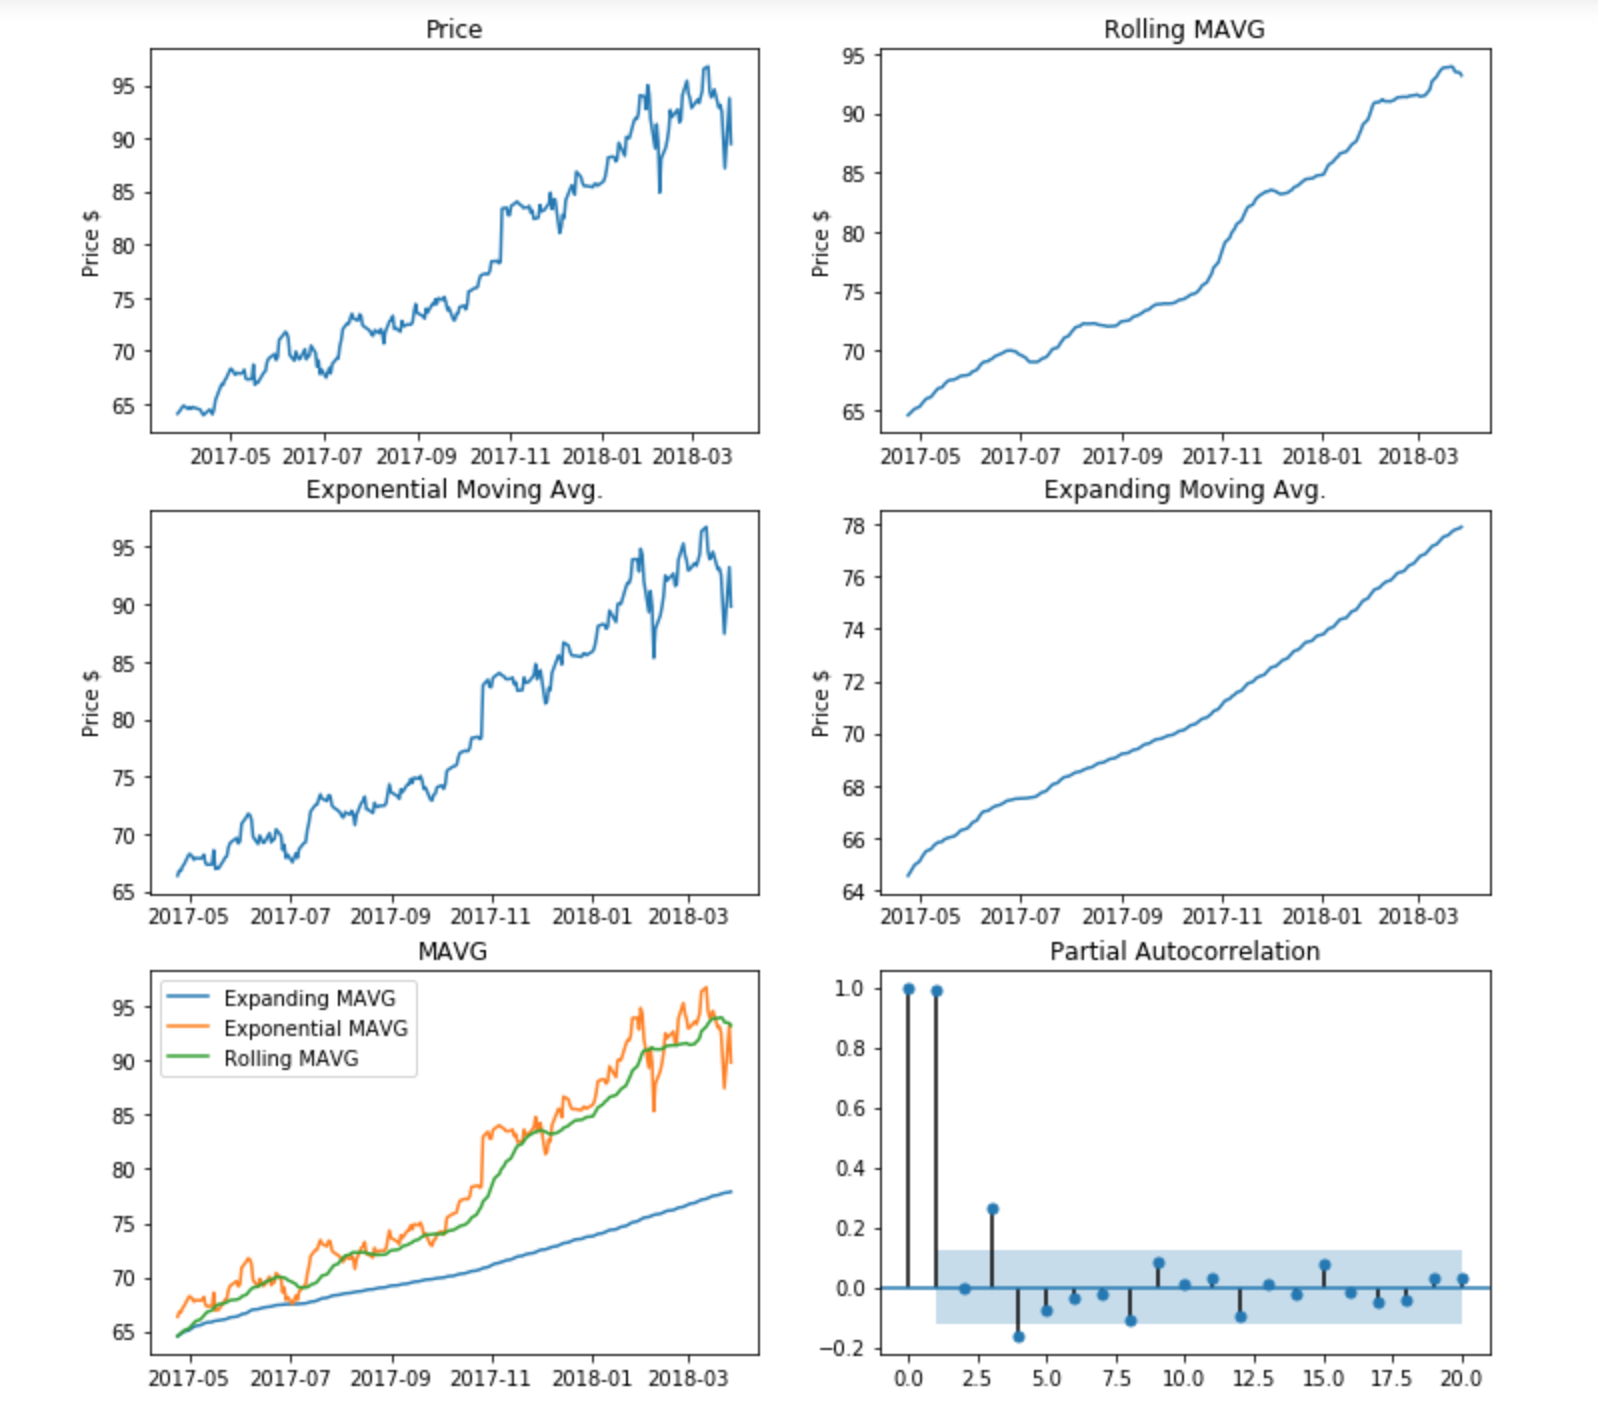 Price
Price $
95
90
85
80
75
70
65
2017-05 2017-07 2017-09 2017-11 2018-01 2018-03
Rolling MAVG
Price $
95
90
85
80
75
70
65
2017-05 2017-07 2017-09 2017-11 2018-01 2018-03
Exponential Moving Avg.
Price $
95
90
85
80
75
70
65
2017-05 2017-07 2017-09 2017-11 2018-01 2018-03
Expanding Moving Avg.
Price $
78
76
74
72
70
68
66
64
2017-05 2017-07 2017-09 2017-11 2018-01 2018-03
MAVG
Expanding MAVG
Exponential MAVG
Rolling MAVG
95
90
85
80
75
70
65
2017-05 2017-07 2017-09 2017-11 2018-01 2018-03
Partial Autocorrelation
1.0
0.8
0.6
0.4
0.2
0.0
−0.2
0.0 2.5 5.0 7.5 10.0 12.5 15.0 17.5 20.0